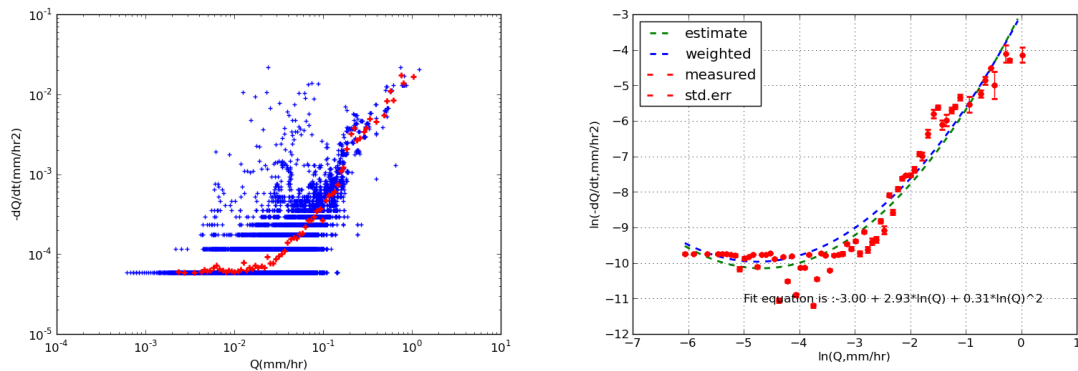 -dQ/dt(mm/hr2)
10^-1
10^-2
10^-3
10^-4
10^-5
10^-4 10^-3 10^-2 10^-1 10^0 10^1
Q(mm/hr)
ln(-dQ/dt,mm/hr2)
-3
-4
-5
-6
-7
-8
-9
-10
-11
-12
estimate
weighted
measured
std.err
Fit equation is :-3.00 + 2.93*ln(Q) + 0.31*ln(Q)^2
-7 -6 -5 -4 -3 -2 -1 0 1
ln(Q,mm/hr)